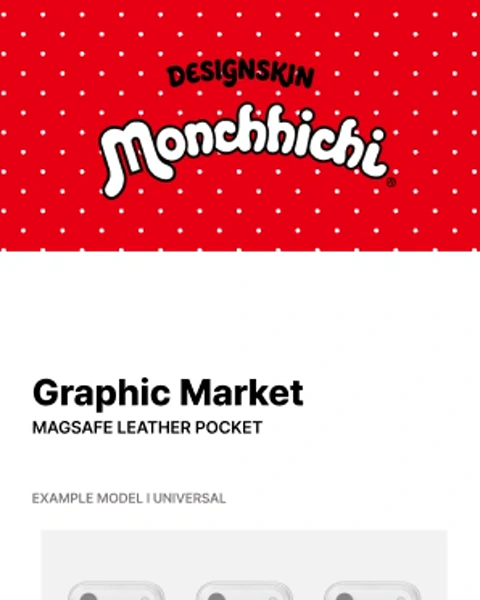 DESIGNSKIN
Monchhichi
®
Graphic Market
MAGSAFE LEATHER POCKET
EXAMPLE MODEL I UNIVERSAL